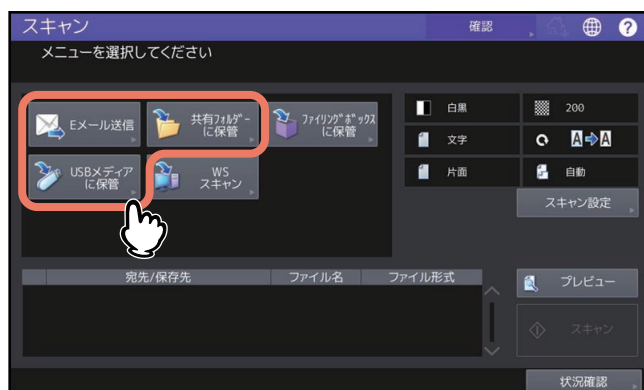 スキャン
確認
?
メニューを選択してください
Eメール送信
共有フォルダー
に保管
ファイリングボックス
に保管
USBメディア
に保管
WS
スキャン
白黒
200
文字
A A
片面
自動
スキャン設定
宛先/保存先
ファイル名
ファイル形式
プレビュー
スキャン
状況確認